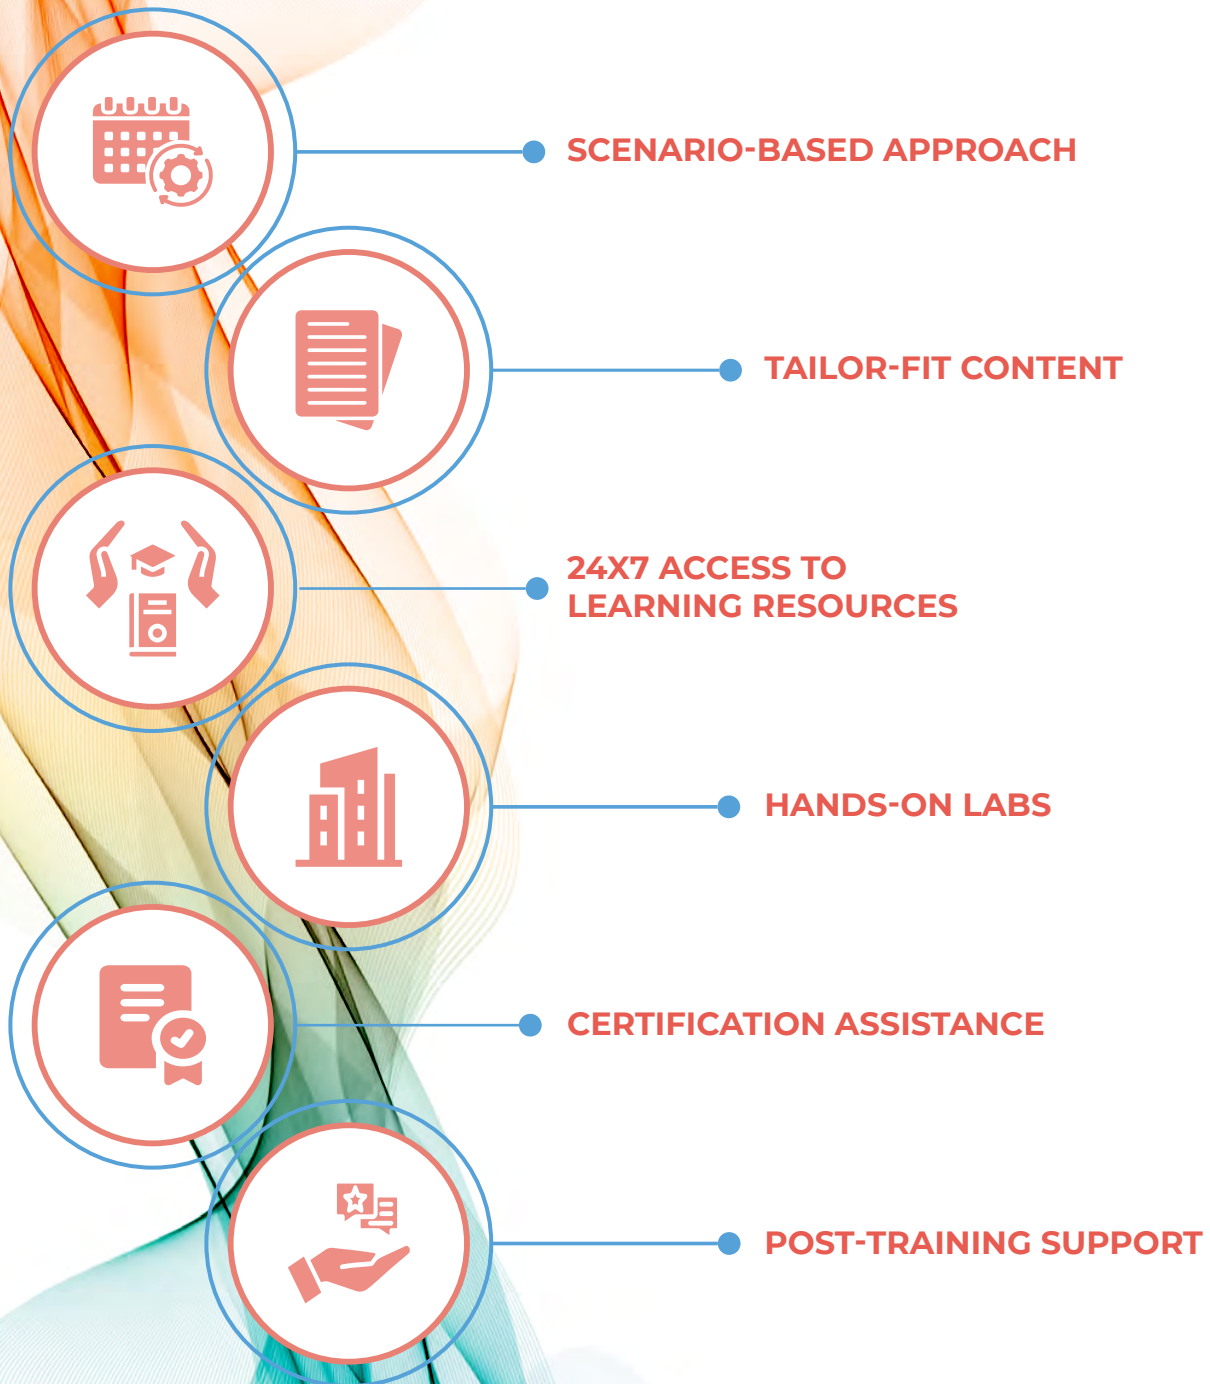 SCENARIO-BASED APPROACH
TAILOR-FIT CONTENT
24X7 ACCESS TO
LEARNING RESOURCES
HANDS-ON LABS
CERTIFICATION ASSISTANCE
POST-TRAINING SUPPORT